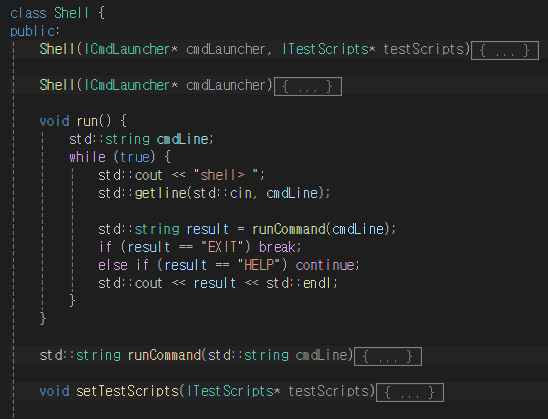 class Shell {
public:
    Shell(ICmdLauncher* cmdLauncher, ITestScripts* testScripts){ ... }
    Shell(ICmdLauncher* cmdLauncher){ ... }
    void run() {
        std::string cmdLine;
        while (true) {
            std::cout << "shell> ";
            std::getline(std::cin, cmdLine);
            std::string result = runCommand(cmdLine);
            if (result == "EXIT") break;
            else if (result == "HELP") continue;
            std::cout << result << std::endl;
        }
    }
    std::string runCommand(std::string cmdLine){ ... }
    void setTestScripts(ITestScripts* testScripts){ ... }